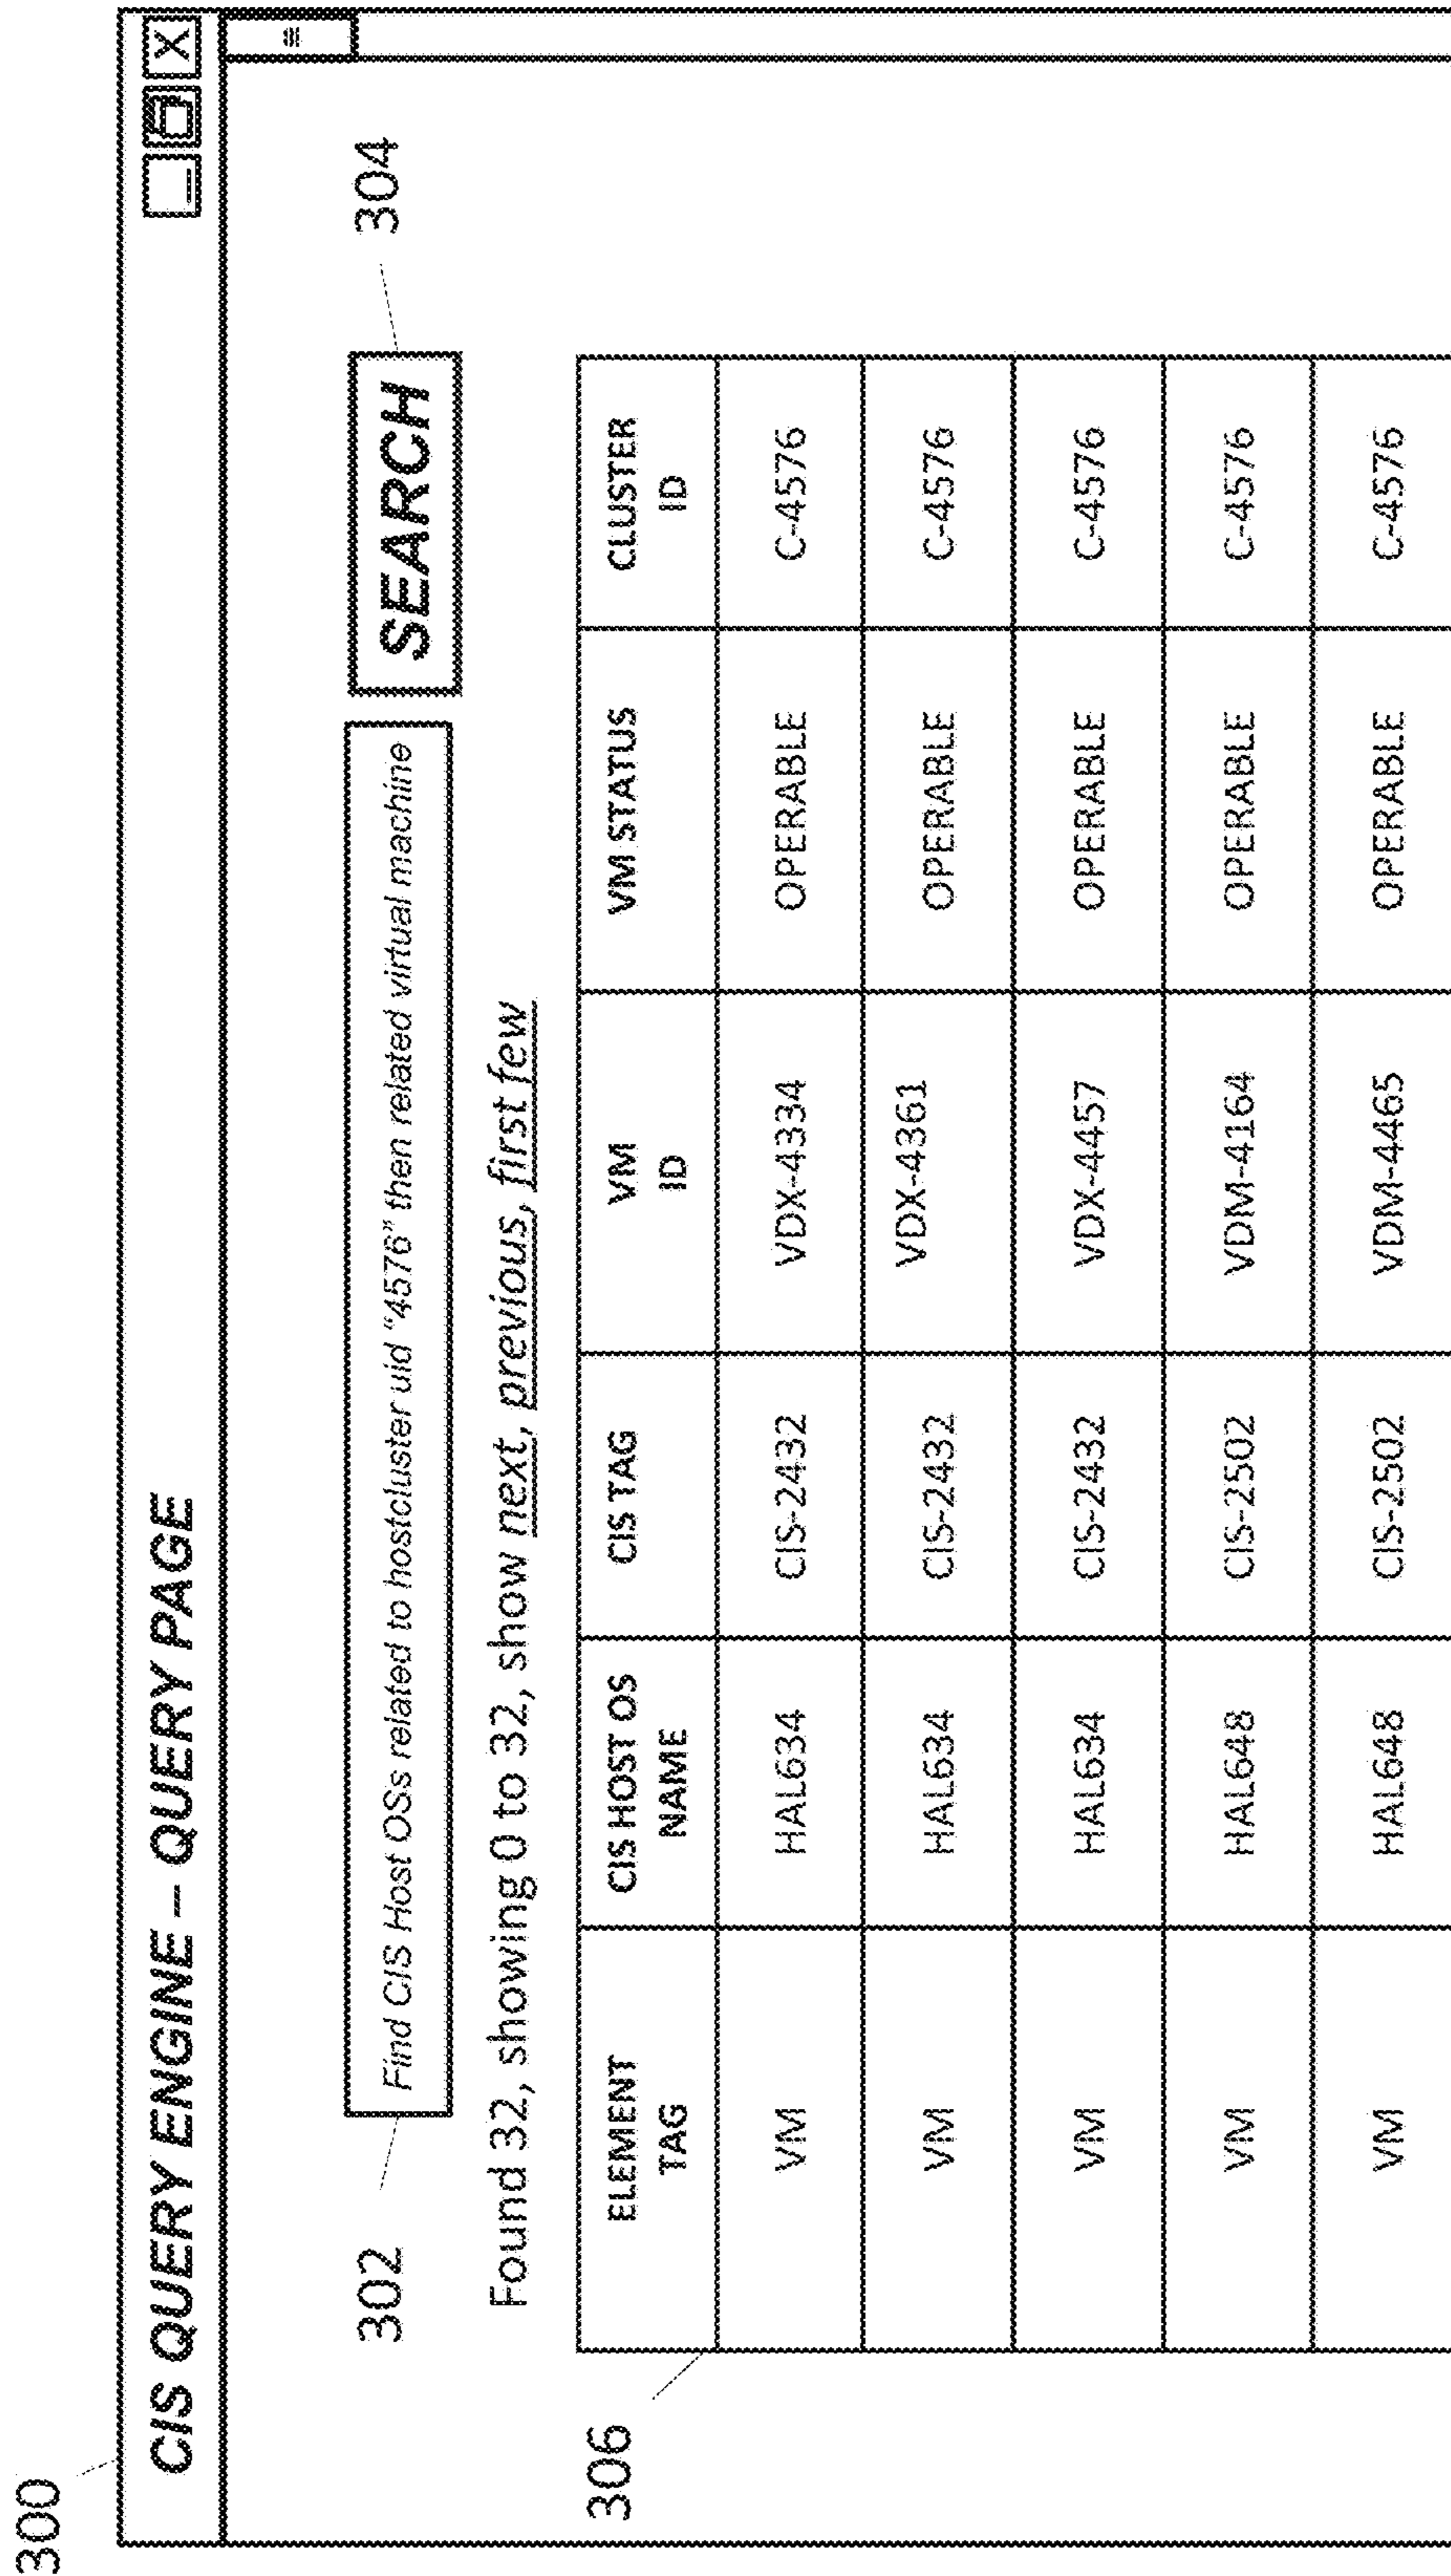 300
CIS QUERY ENGINE – QUERY PAGE
_ X
≡
302
Find CIS Host OSs related to hostcluster uid “4576” then related virtual machine
SEARCH
304
Found 32, showing 0 to 32, show next, previous, first few
306
ELEMENT TAG CIS HOST OS NAME CIS TAG VM ID VM STATUS CLUSTER ID
VM HAL634 CIS-2432 VDX-4334 OPERABLE C-4576
VM HAL634 CIS-2432 VDX-4361 OPERABLE C-4576
VM HAL634 CIS-2432 VDX-4457 OPERABLE C-4576
VM HAL648 CIS-2502 VDM-4164 OPERABLE C-4576
VM HAL648 CIS-2502 VDM-4465 OPERABLE C-4576